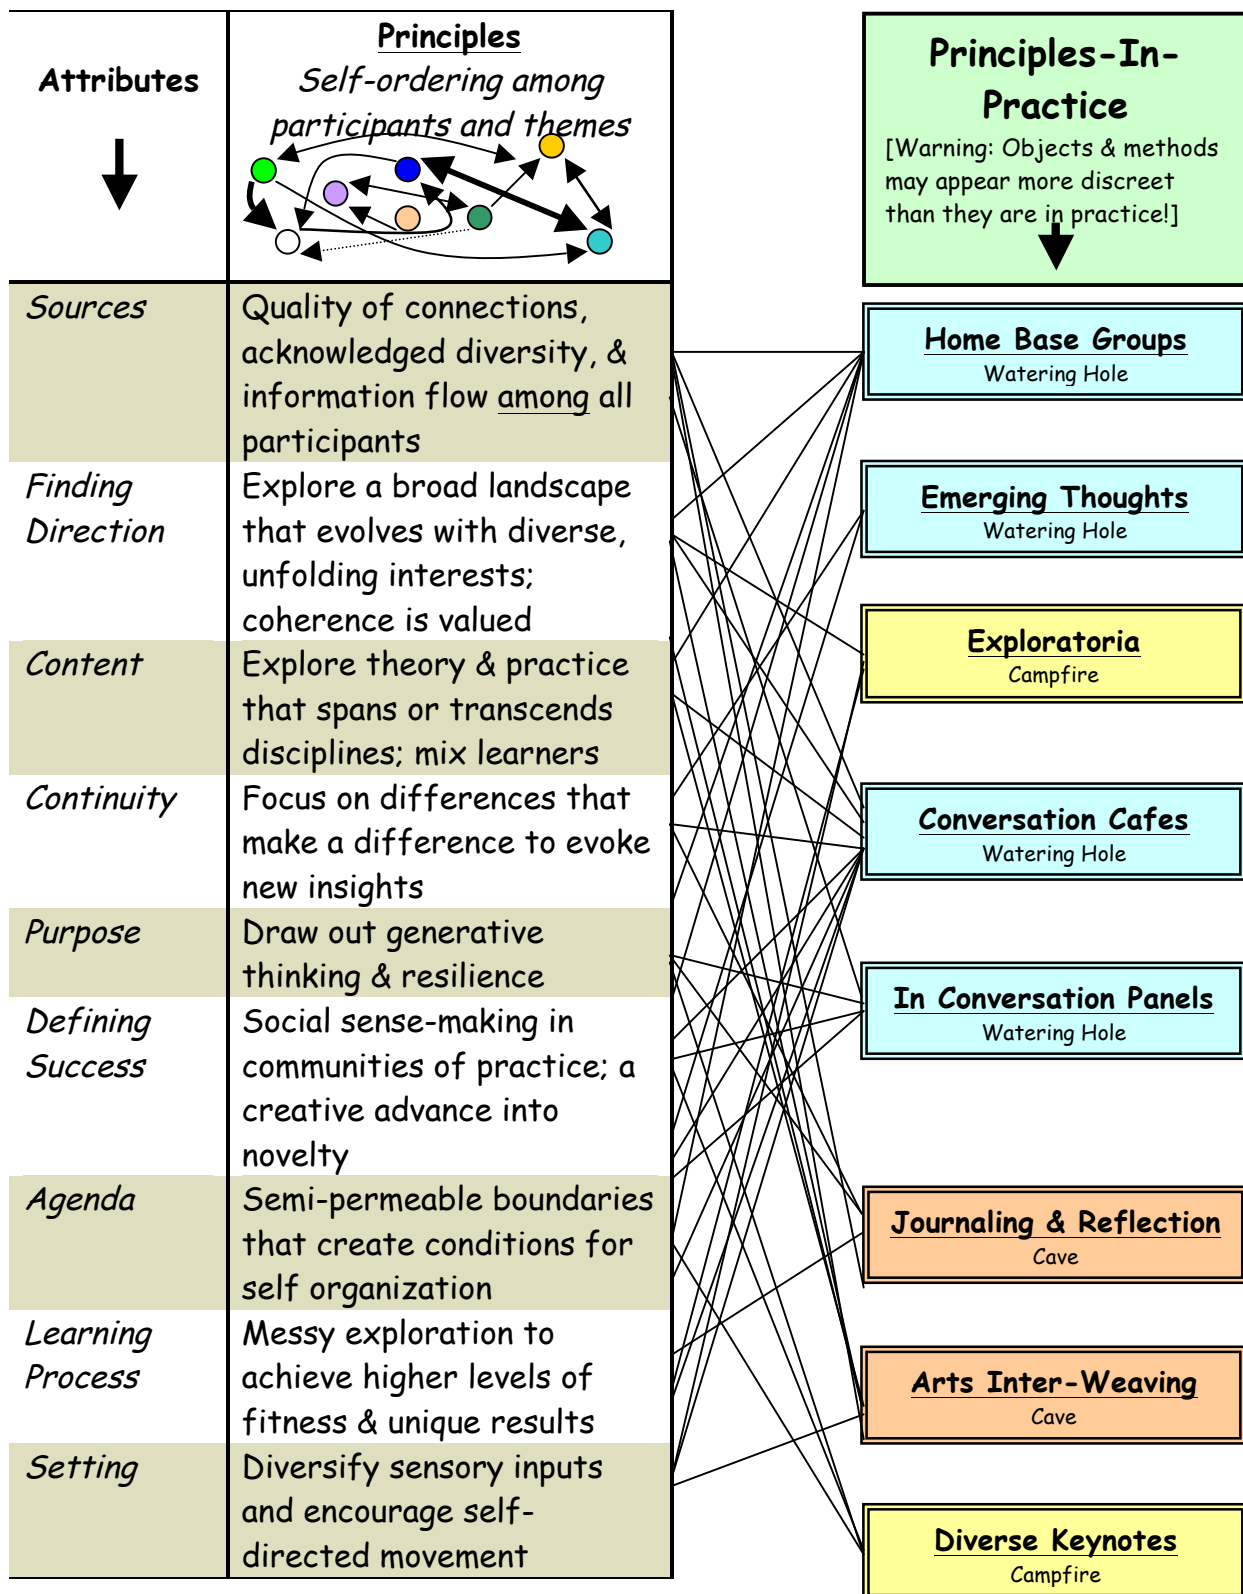 Attributes
Principles
Self-ordering among
participants and themes
Sources
Quality of connections,
acknowledged diversity, &
information flow among all
participants
Finding
Direction
Explore a broad landscape
that evolves with diverse,
unfolding interests;
coherence is valued
Content
Explore theory & practice
that spans or transcends
disciplines; mix learners
Continuity
Focus on differences that
make a difference to evoke
new insights
Purpose
Draw out generative
thinking & resilience
Defining
Success
Social sense-making in
communities of practice; a
creative advance into
novelty
Agenda
Semi-permeable boundaries
that create conditions for
self organization
Learning
Process
Messy exploration to
achieve higher levels of
fitness & unique results
Setting
Diversify sensory inputs
and encourage self-
directed movement
Principles-In-
Practice
[Warning: Objects & methods
may appear more discreet
than they are in practice!]
Home Base Groups
Watering Hole
Emerging Thoughts
Watering Hole
Exploratoria
Campfire
Conversation Cafes
Watering Hole
In Conversation Panels
Watering Hole
Journaling & Reflection
Cave
Arts Inter-Weaving
Cave
Diverse Keynotes
Campfire